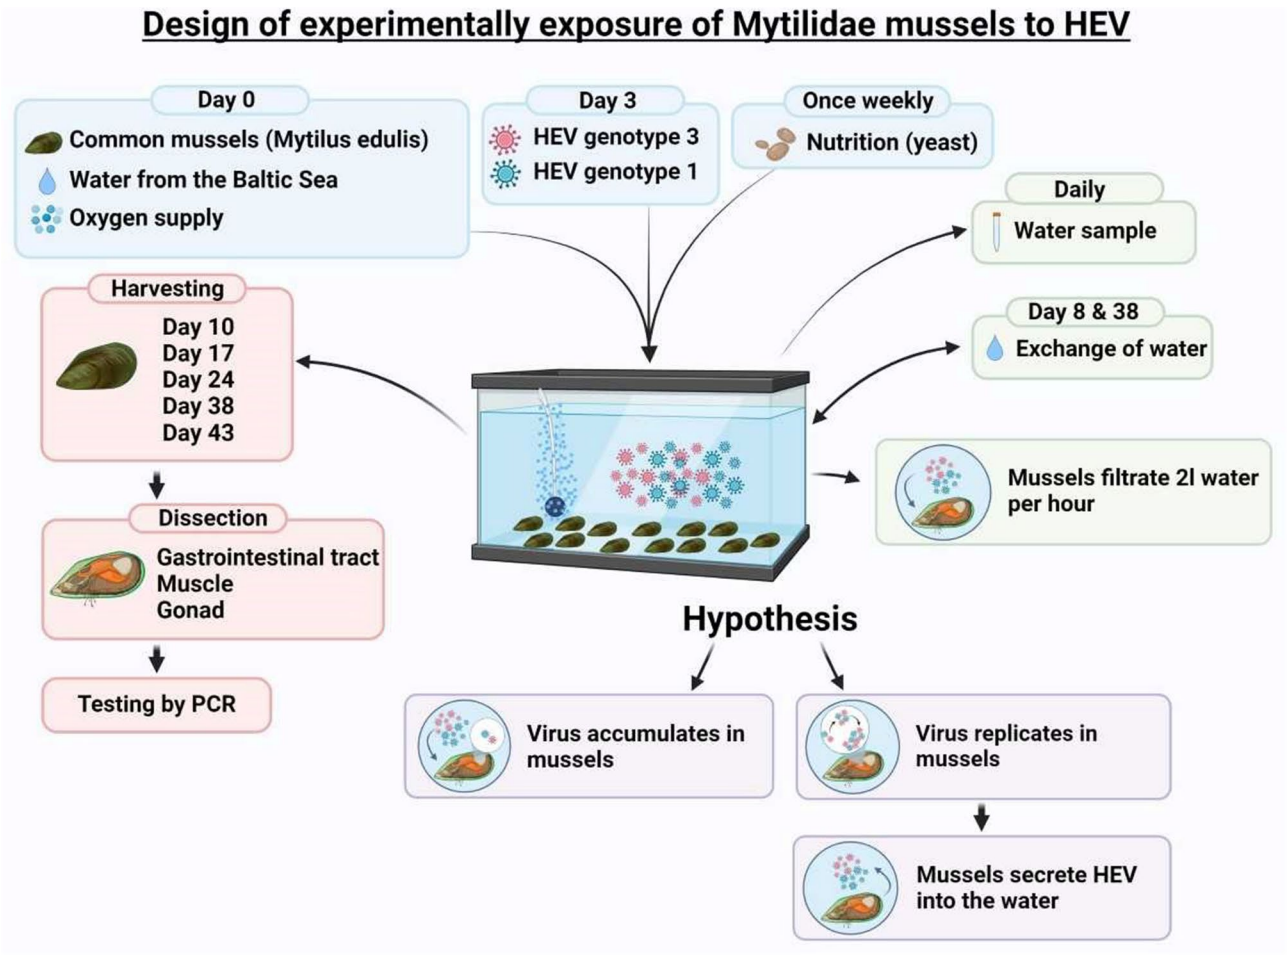 Design of experimentally exposure of Mytilidae mussels to HEV
Day 0
Common mussels (Mytilus edulis)
Water from the Baltic Sea
Oxygen supply
Day 3
HEV genotype 3
HEV genotype 1
Once weekly
Nutrition (yeast)
Daily
Water sample
Day 8 & 38
Exchange of water
Mussels filtrate 2l water
per hour
Harvesting
Day 10
Day 17
Day 24
Day 38
Day 43
Dissection
Gastrointestinal tract
Muscle
Gonad
Testing by PCR
Hypothesis
Virus accumulates in
mussels
Virus replicates in
mussels
Mussels secrete HEV
into the water